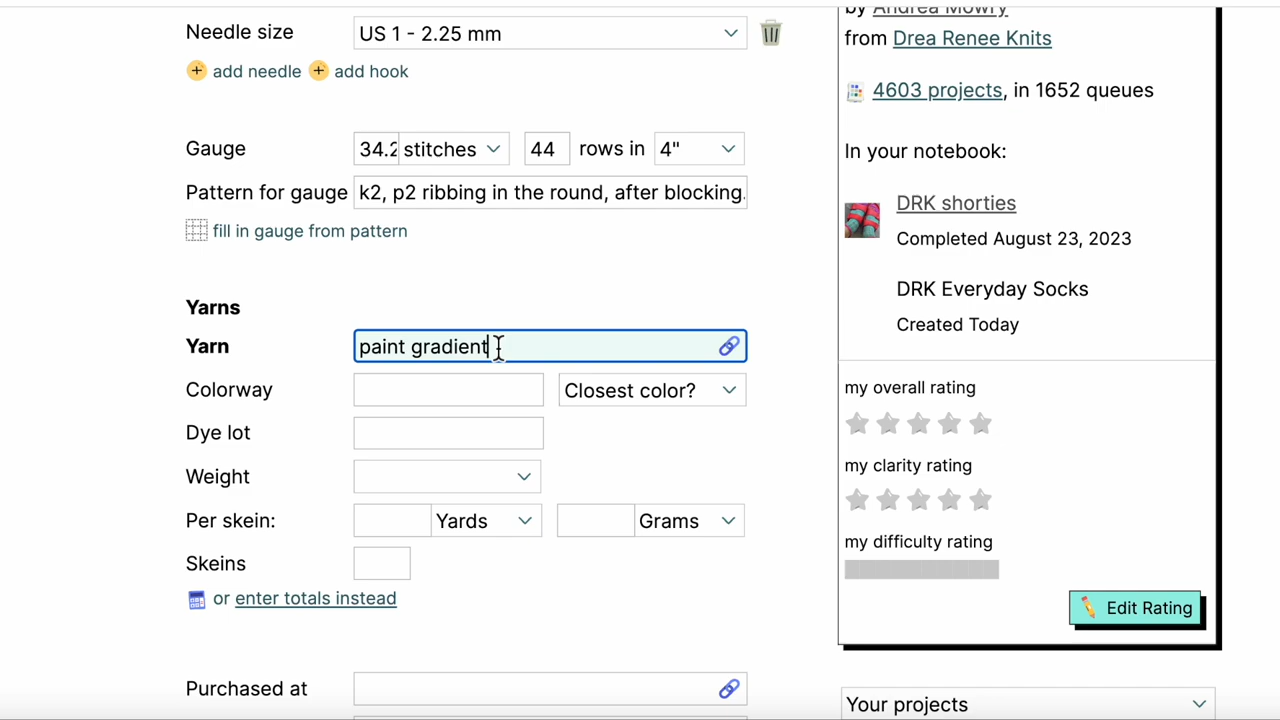 Needle size
US 1 - 2.25 mm
add needle
add hook
Gauge
34.2
stitches
44
rows in
4"
Pattern for gauge
k2, p2 ribbing in the round, after blocking.
fill in gauge from pattern
Yarns
Yarn
paint gradient
Colorway
Closest color?
Dye lot
Weight
Per skein:
Yards
Grams
Skeins
or enter totals instead
Purchased at
by Andrea Mowry
from Drea Renee Knits
4603 projects, in 1652 queues
In your notebook:
DRK shorties
Completed August 23, 2023
DRK Everyday Socks
Created Today
my overall rating
my clarity rating
my difficulty rating
Edit Rating
Your projects